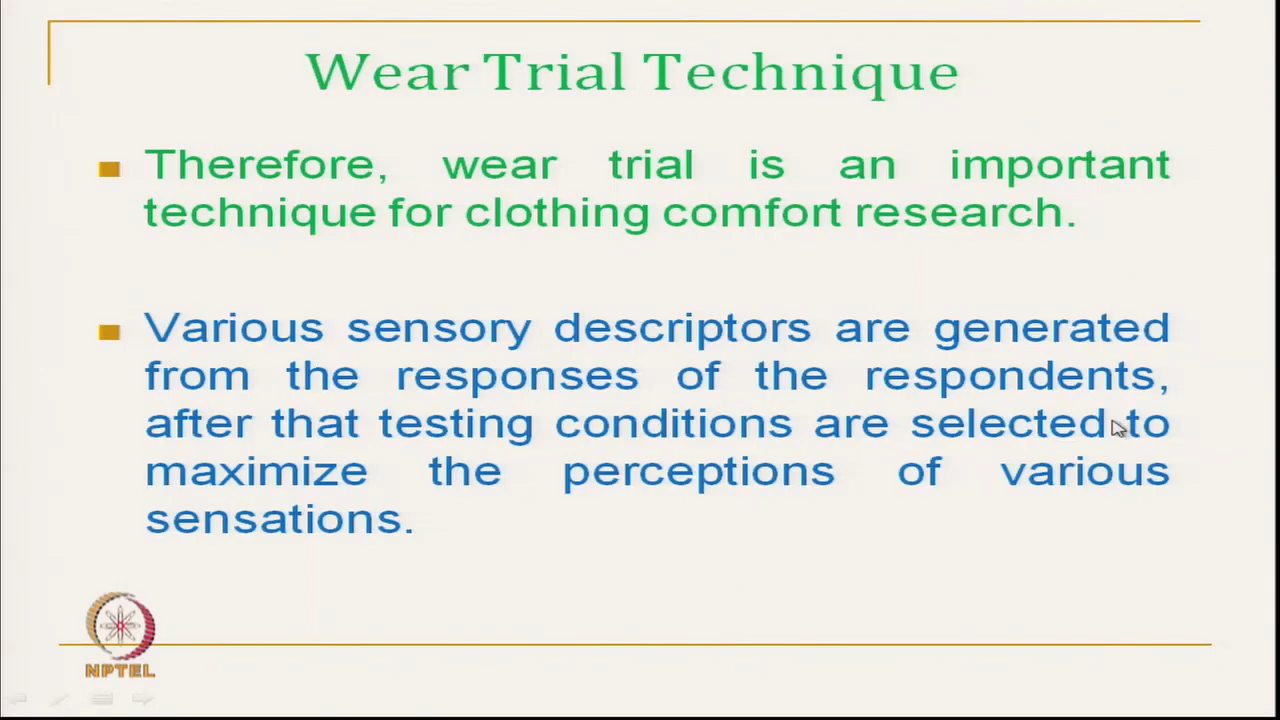 Wear Trial Technique
Therefore, wear trial is an important
technique for clothing comfort research.
Various sensory descriptors are generated
from the responses of the respondents,
after that testing conditions are selected to
maximize the perceptions of various
sensations.
NPTEL